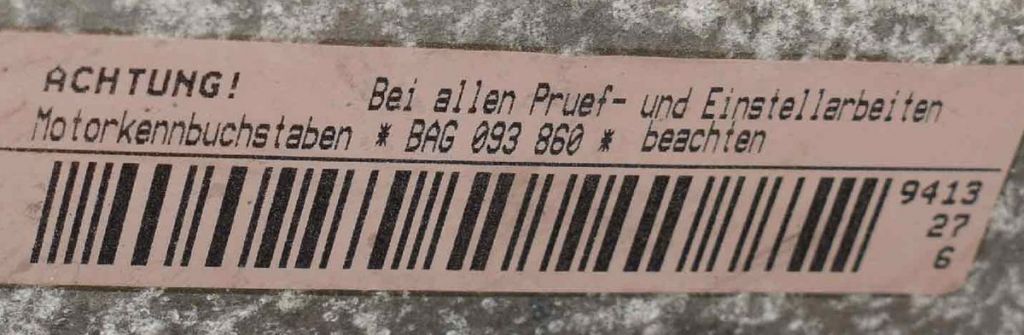 ACHTUNG! Bei allen Pruef- und Einstellarbeiten
Motorkennbuchstaben * BAG 093 860 * beachten
9413
27
6